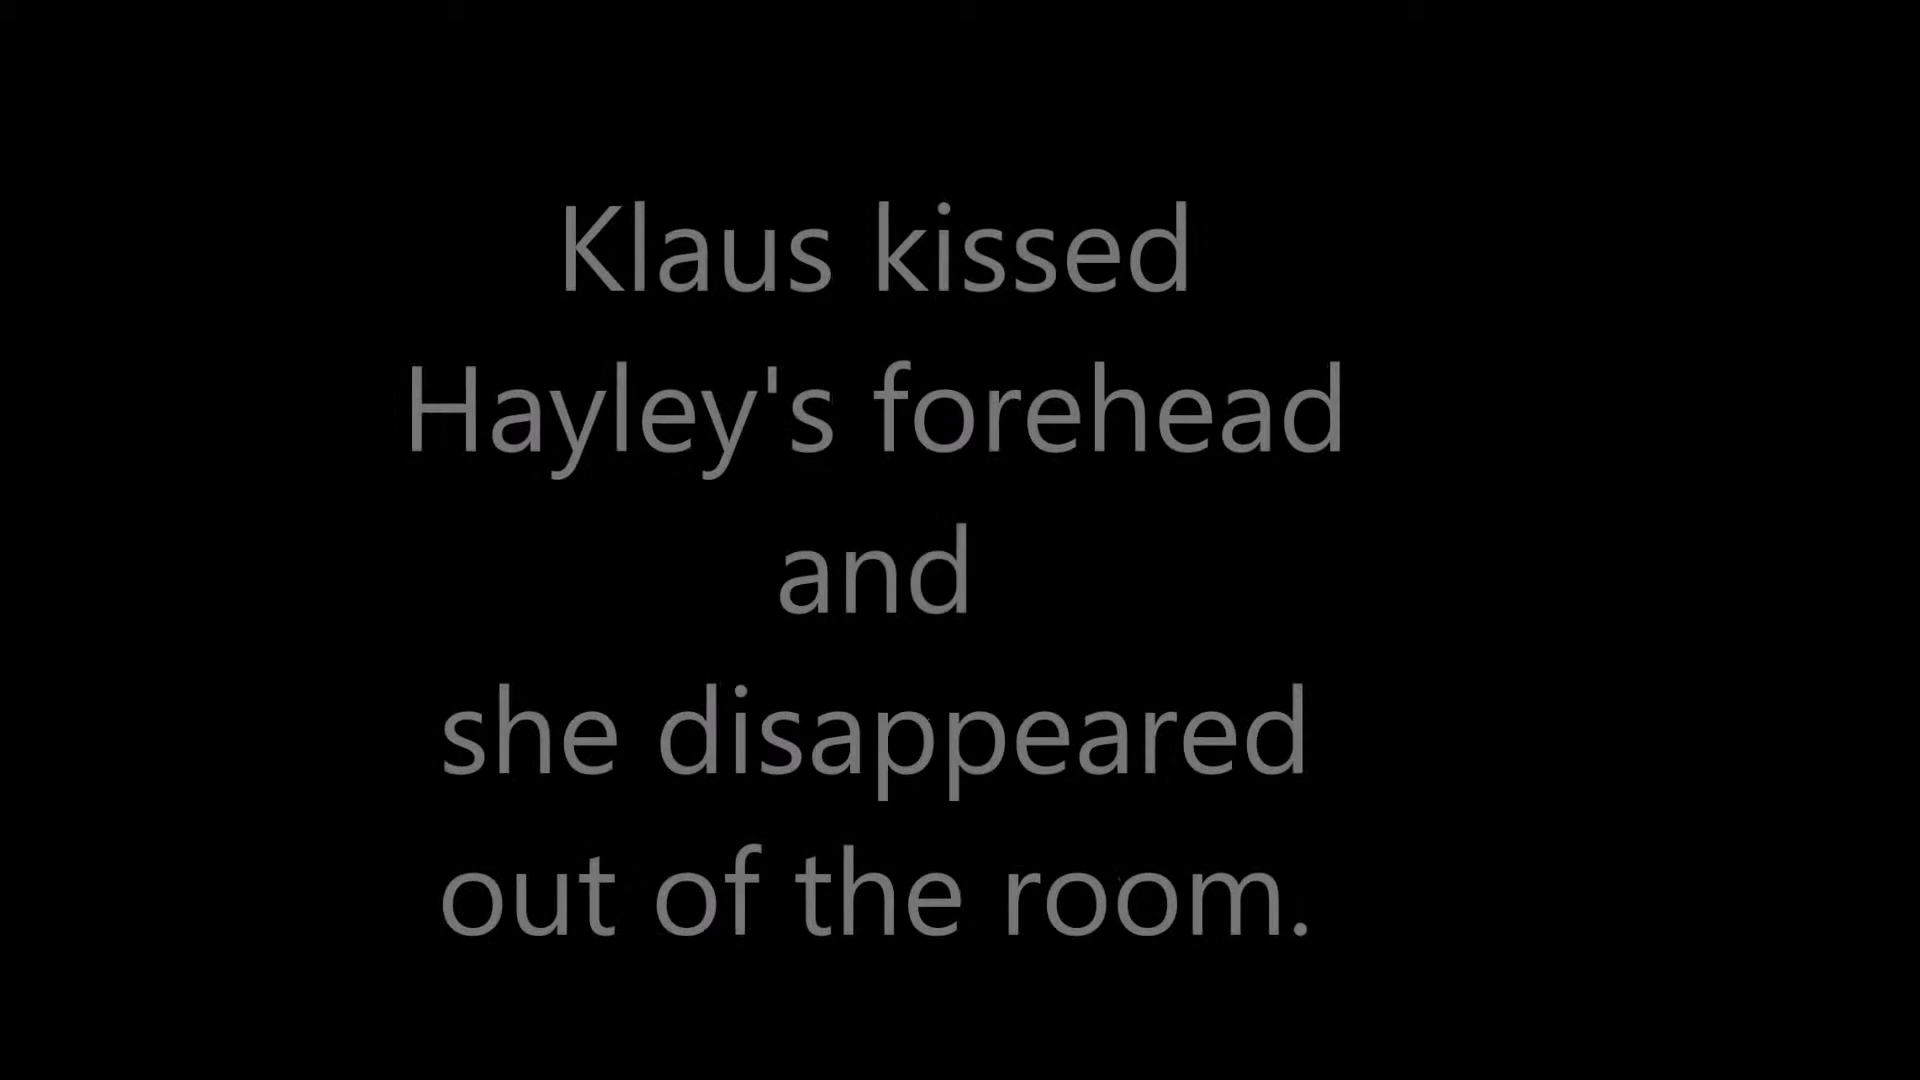 Klaus kissed
Hayley's forehead
and
she disappeared
out of the room.